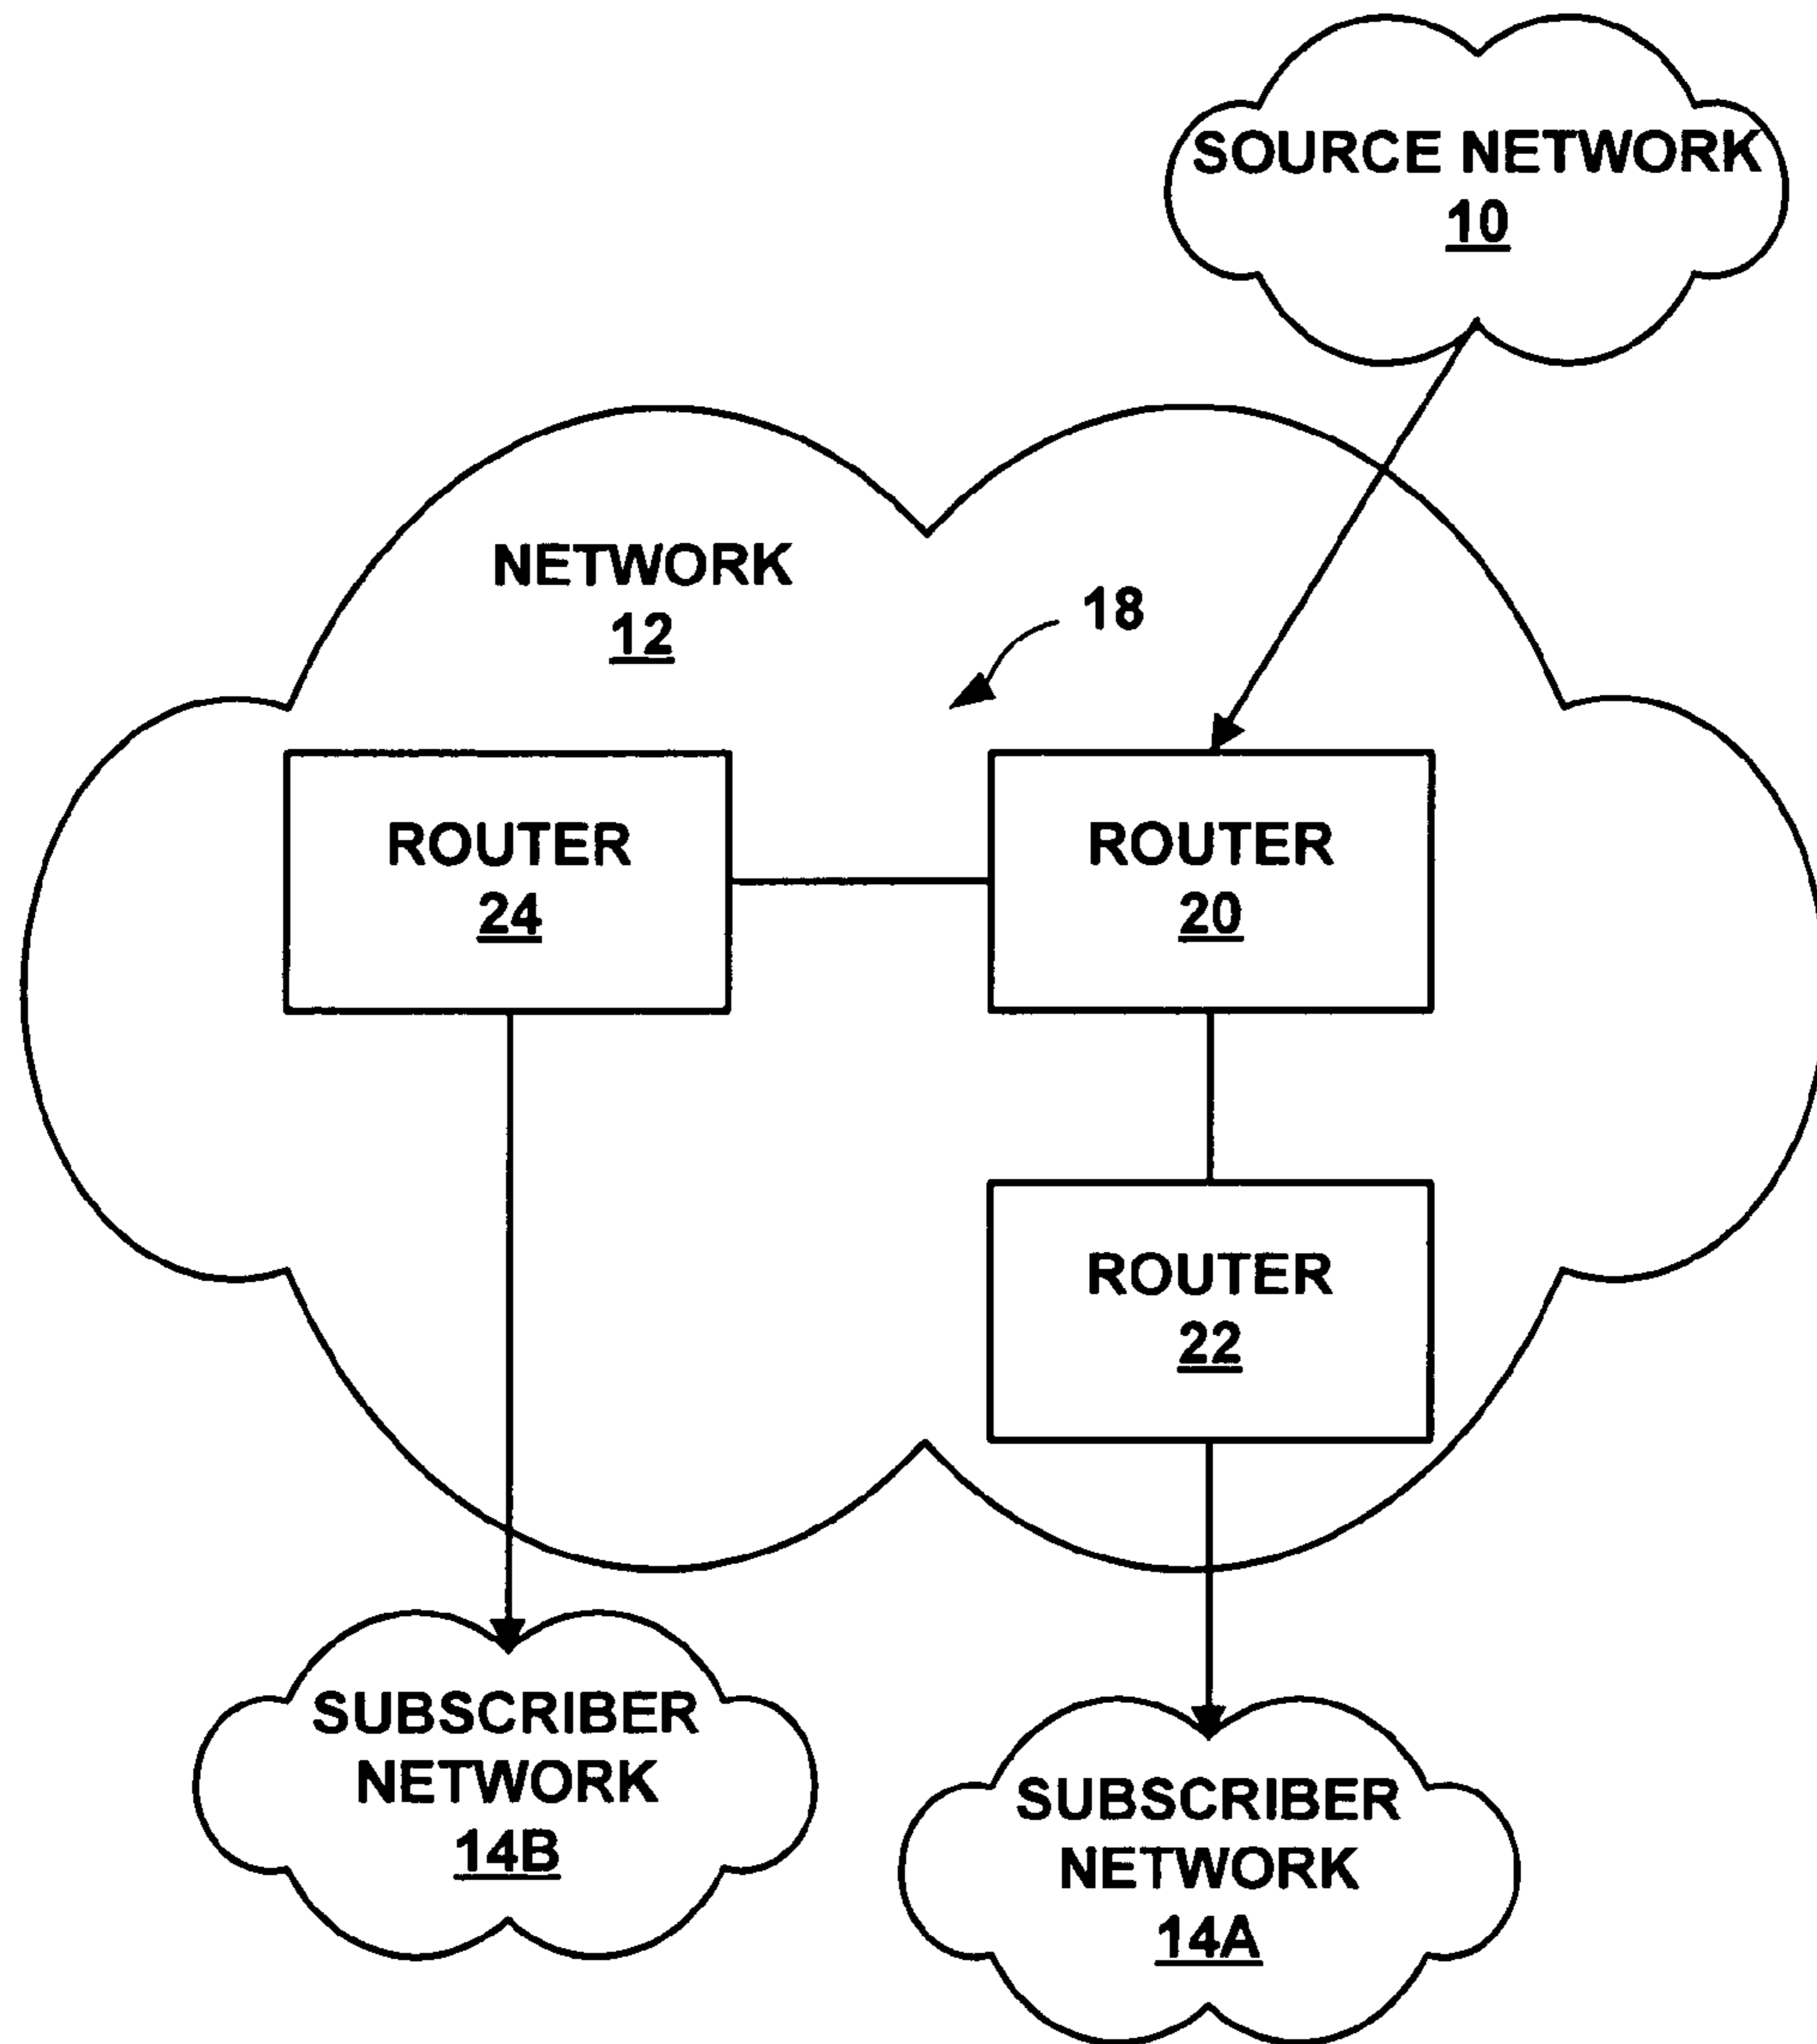 SOURCE NETWORK
10
NETWORK
12
18
ROUTER
24
ROUTER
20
ROUTER
22
SUBSCRIBER
NETWORK
14B
SUBSCRIBER
NETWORK
14A